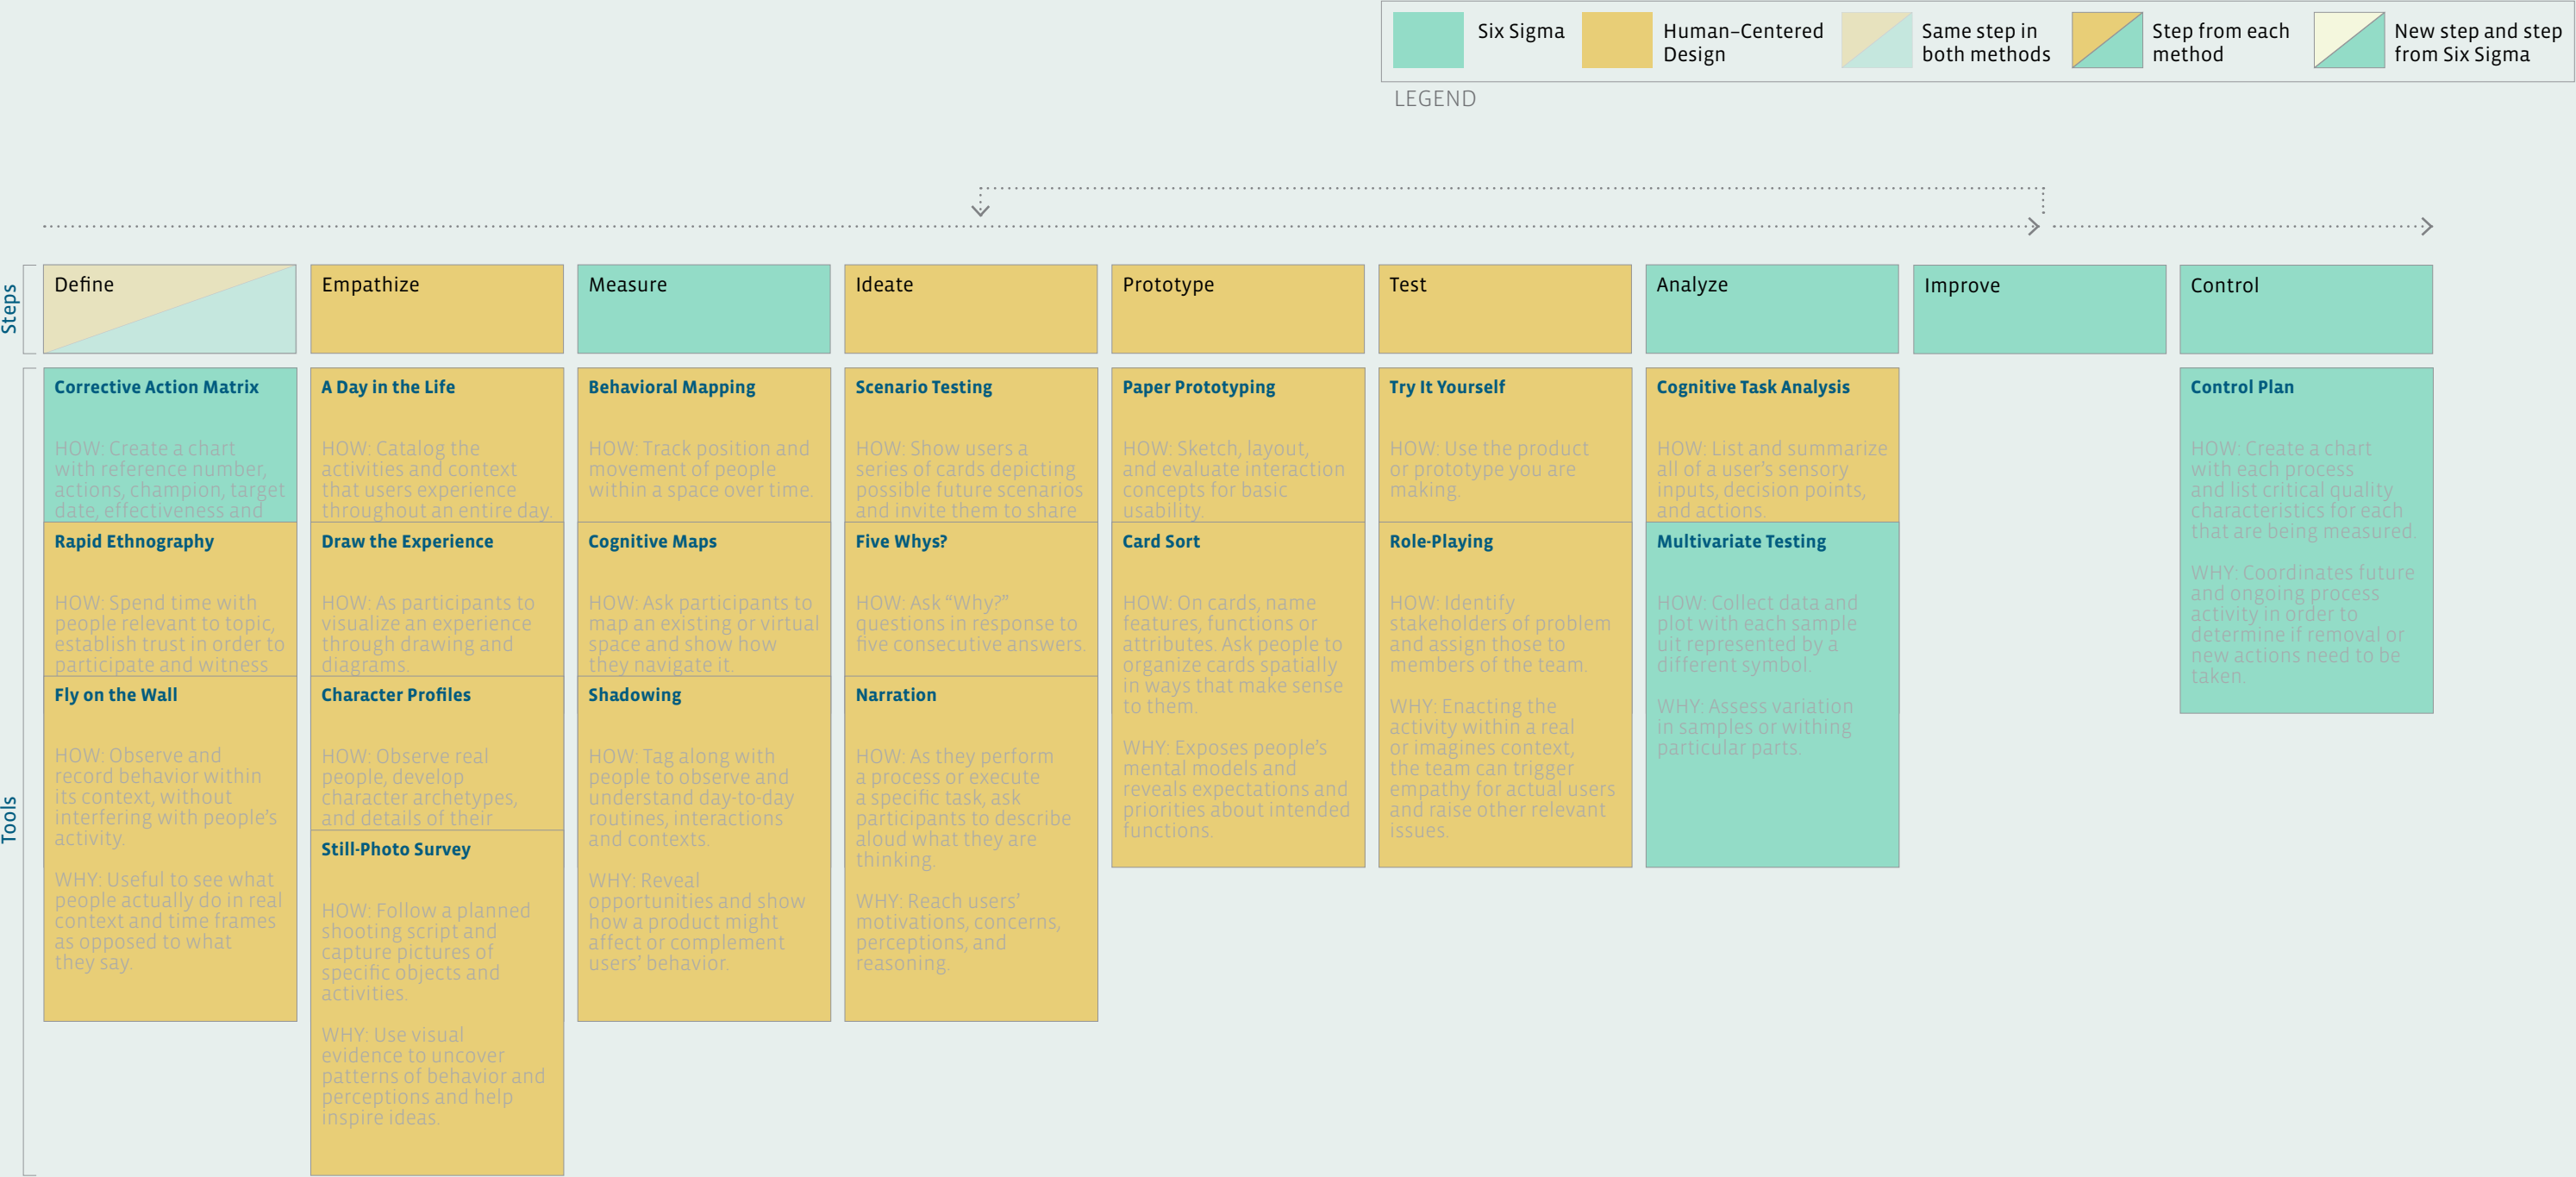 Six Sigma
Human–Centered
Design
Same step in
both methods
Step from each
method
New step and step
from Six Sigma
LEGEND
Steps
Define
Empathize
Measure
Ideate
Prototype
Test
Analyze
Improve
Control
Tools
Corrective Action Matrix
HOW: Create a chart
with reference number,
actions, champion, target
date, effectiveness and
Rapid Ethnography
HOW: Spend time with
people relevant to topic,
establish trust in order to
participate and witness
Fly on the Wall
HOW: Observe and
record behavior within
its context, without
interfering with people’s
activity.
WHY: Useful to see what
people actually do in real
context and time frames
as opposed to what
they say.
A Day in the Life
HOW: Catalog the
activities and context
that users experience
throughout an entire day.
Draw the Experience
HOW: As participants to
visualize an experience
through drawing and
diagrams.
Character Profiles
HOW: Observe real
people, develop
character archetypes,
and details of their
Still-Photo Survey
HOW: Follow a planned
shooting script and
capture pictures of
specific objects and
activities.
WHY: Use visual
evidence to uncover
patterns of behavior and
perceptions and help
inspire ideas.
Behavioral Mapping
HOW: Track position and
movement of people
within a space over time.
Cognitive Maps
HOW: Ask participants to
map an existing or virtual
space and show how
they navigate it.
Shadowing
HOW: Tag along with
people to observe and
understand day-to-day
routines, interactions
and contexts.
WHY: Reveal
opportunities and show
how a product might
affect or complement
users’ behavior.
Scenario Testing
HOW: Show users a
series of cards depicting
possible future scenarios
and invite them to share
Five Whys?
HOW: Ask “Why?”
questions in response to
five consecutive answers.
Narration
HOW: As they perform
a process or execute
a specific task, ask
participants to describe
aloud what they are
thinking.
WHY: Reach users’
motivations, concerns,
perceptions, and
reasoning.
Paper Prototyping
HOW: Sketch, layout,
and evaluate interaction
concepts for basic
usability.
Card Sort
HOW: On cards, name
features, functions or
attributes. Ask people to
organize cards spatially
in ways that make sense
to them.
WHY: Exposes people’s
mental models and
reveals expectations and
priorities about intended
functions.
Try It Yourself
HOW: Use the product
or prototype you are
making.
Role-Playing
HOW: Identify
stakeholders of problem
and assign those to
members of the team.
WHY: Enacting the
activity within a real
or imagines context,
the team can trigger
empathy for actual users
and raise other relevant
issues.
Cognitive Task Analysis
HOW: List and summarize
all of a user’s sensory
inputs, decision points,
and actions.
Multivariate Testing
HOW: Collect data and
plot with each sample
uit represented by a
different symbol.
WHY: Assess variation
in samples or withing
particular parts.
Control Plan
HOW: Create a chart
with each process
and list critical quality
characteristics for each
that are being measured.
WHY: Coordinates future
and ongoing process
activity in order to
determine if removal or
new actions need to be
taken.